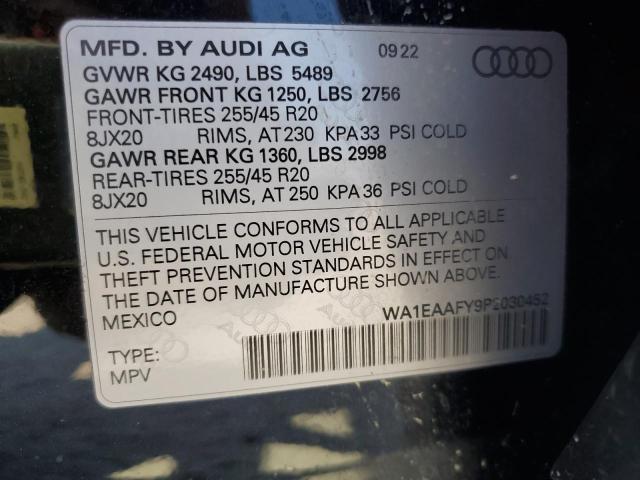 MFD. BY AUDI AG 09.22
GVWR KG 2490, LBS 5489
GAWR FRONT KG 1250, LBS 2756
FRONT-TIRES 255/45 R20
8JX20 RIMS, AT 230 KPA 33 PSI COLD
GAWR REAR KG 1360, LBS 2998
REAR-TIRES 255/45 R20
8JX20 RIMS, AT 250 KPA 36 PSI COLD
THIS VEHICLE CONFORMS TO ALL APPLICABLE
U.S. FEDERAL MOTOR VEHICLE SAFETY AND
THEFT PREVENTION STANDARDS IN EFFECT ON
THE DATE OF MANUFACTURE SHOWN ABOVE.
MEXICO
WA1EAAFY9P2030452
TYPE:
MPV